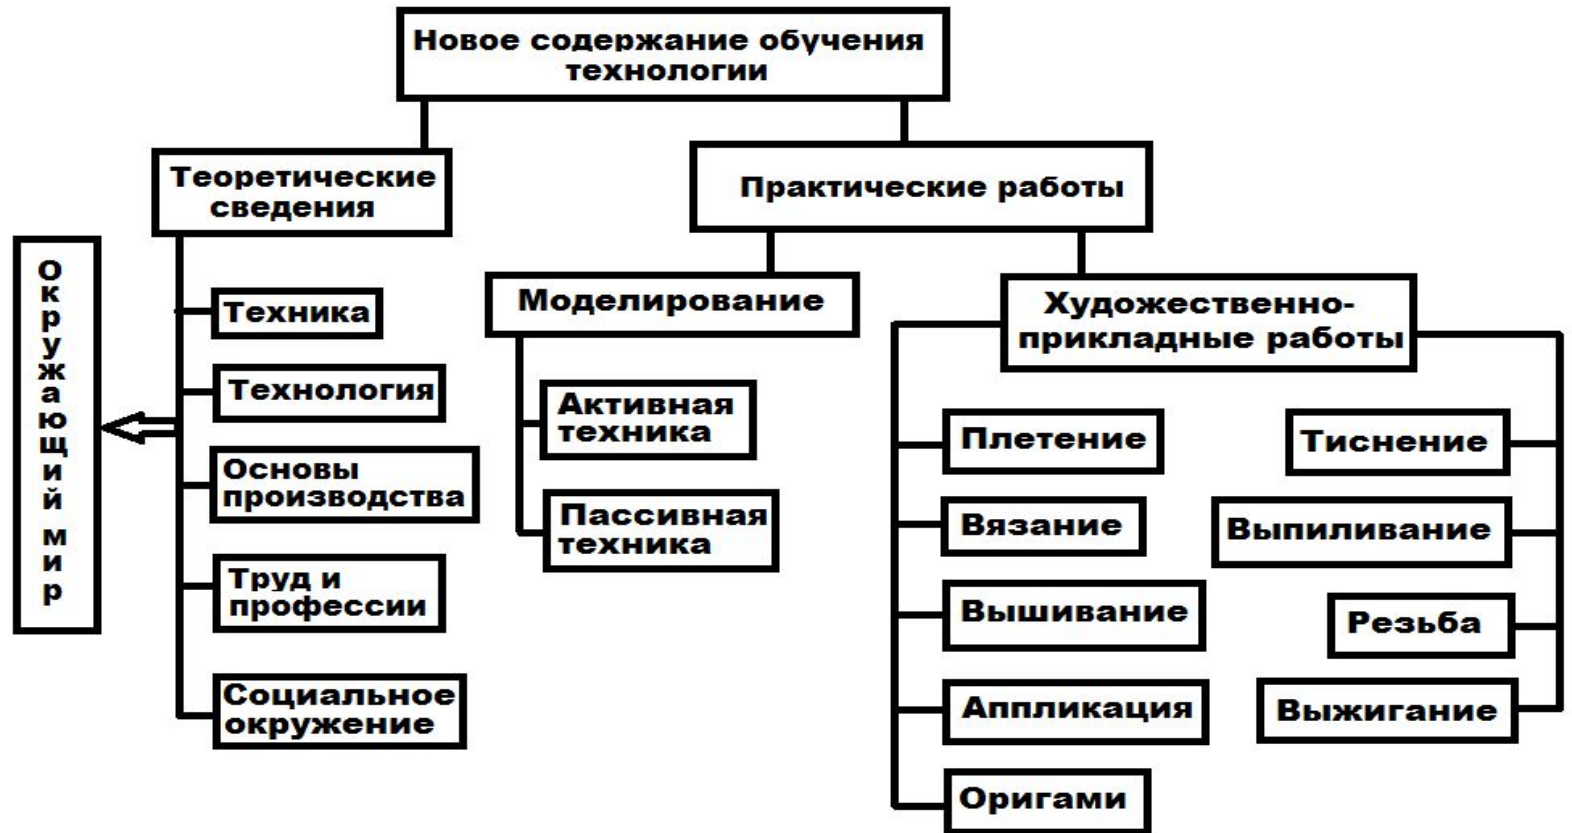 Новое содержание обучения
технологии
Теоретические
сведения
Практические работы
Окружающий мир
Техника
Технология
Основы
производства
Труд и
профессии
Социальное
окружение
Моделирование
Активная
техника
Пассивная
техника
Художественно-
прикладные работы
Плетение
Вязание
Вышивание
Аппликация
Оригами
Тиснение
Выпиливание
Резьба
Выжигание